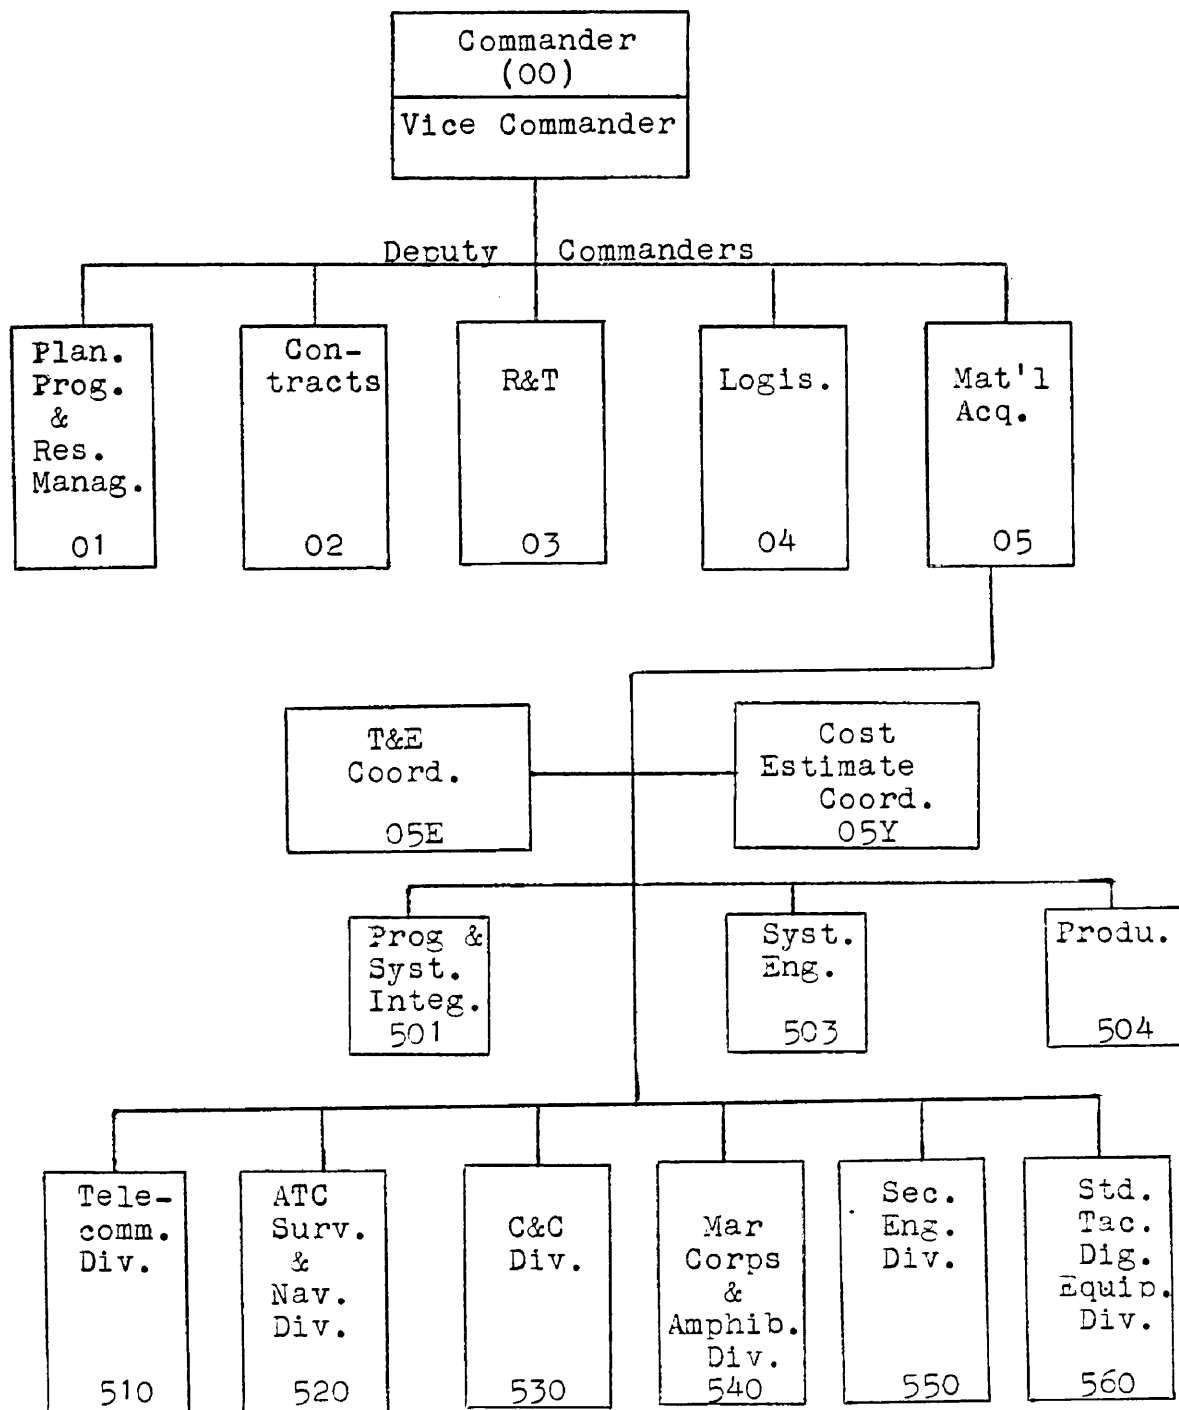 Commander
(00)
Vice Commander
Deputy Commanders
Plan.
Prog.
&
Res.
Manag.
01
Con-
tracts
02
R&T
03
Logis.
04
Mat'l
Acq.
05
T&E
Coord.
05E
Cost
Estimate
Coord.
05Y
Prog &
Syst.
Integ.
501
Syst.
Eng.
503
Produ.
504
Tele-
comm.
Div.
510
ATC
Surv.
&
Nav.
Div.
520
C&C
Div.
530
Mar
Corps
&
Amphib.
Div.
540
Sec.
Eng.
Div.
550
Std.
Tac.
Dig.
Equip.
Div.
560